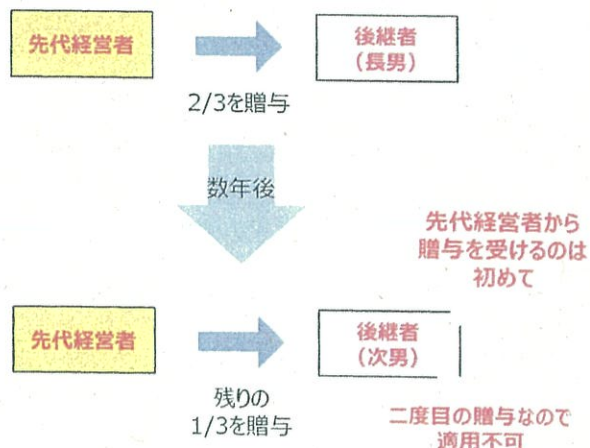 先代経営者
後継者
（長男）
2/3を贈与
数年後
先代経営者から
贈与を受けるのは
初めて
先代経営者
後継者
（次男）
残りの
1/3を贈与
二度目の贈与なので
適用不可